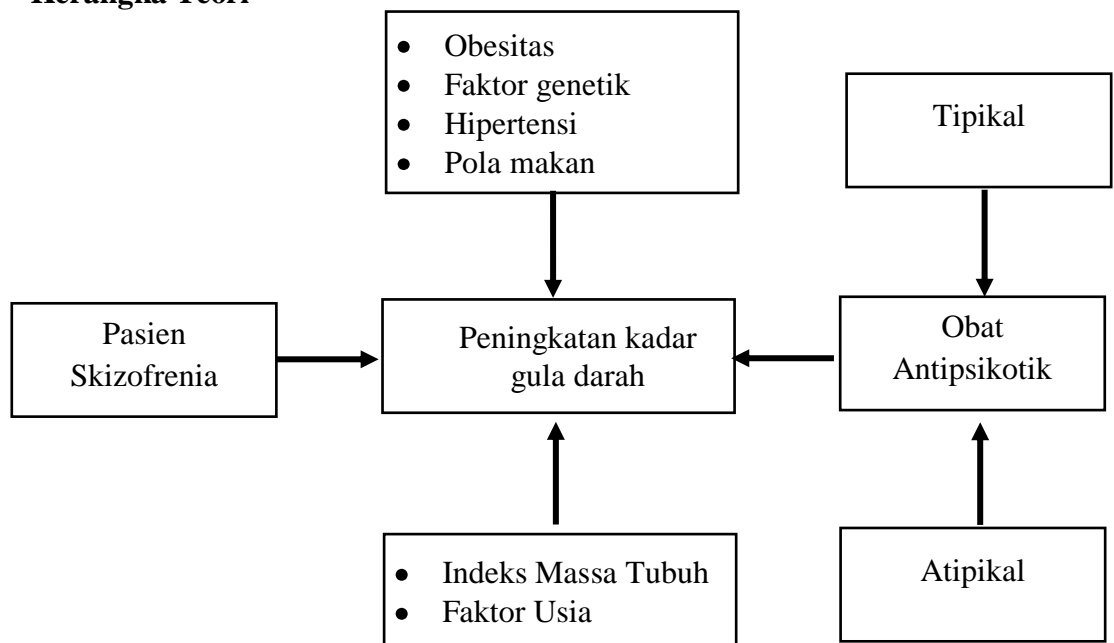 Kerangka Teori
• Obesitas
• Faktor genetik
• Hipertensi
• Pola makan
Tipikal
Pasien
Skizofrenia
Peningkatan kadar
gula darah
Obat
Antipsikotik
• Indeks Massa Tubuh
• Faktor Usia
Atipikal